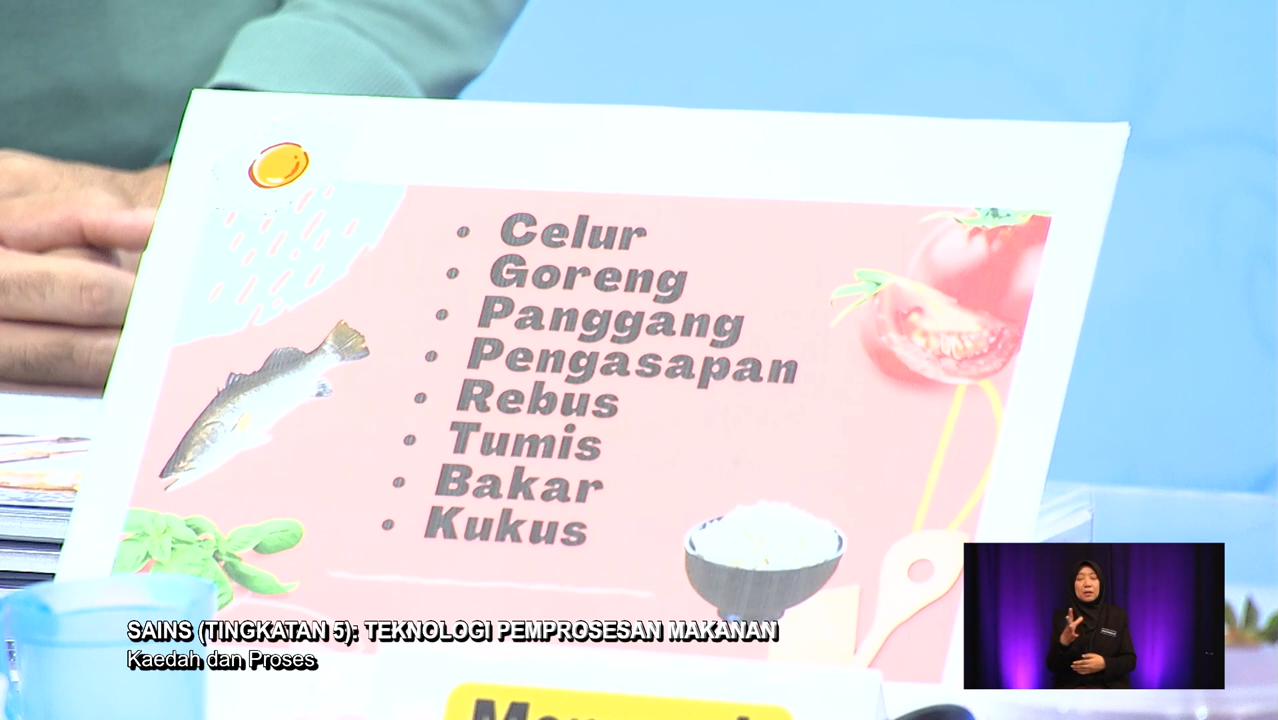 • Celur
• Goreng
• Panggang
• Pengasapan
• Rebus
• Tumis
• Bakar
• Kukus
SAINS (TINGKATAN 5): TEKNOLOGI PEMPROSESAN MAKANAN
Kaedah dan Proses